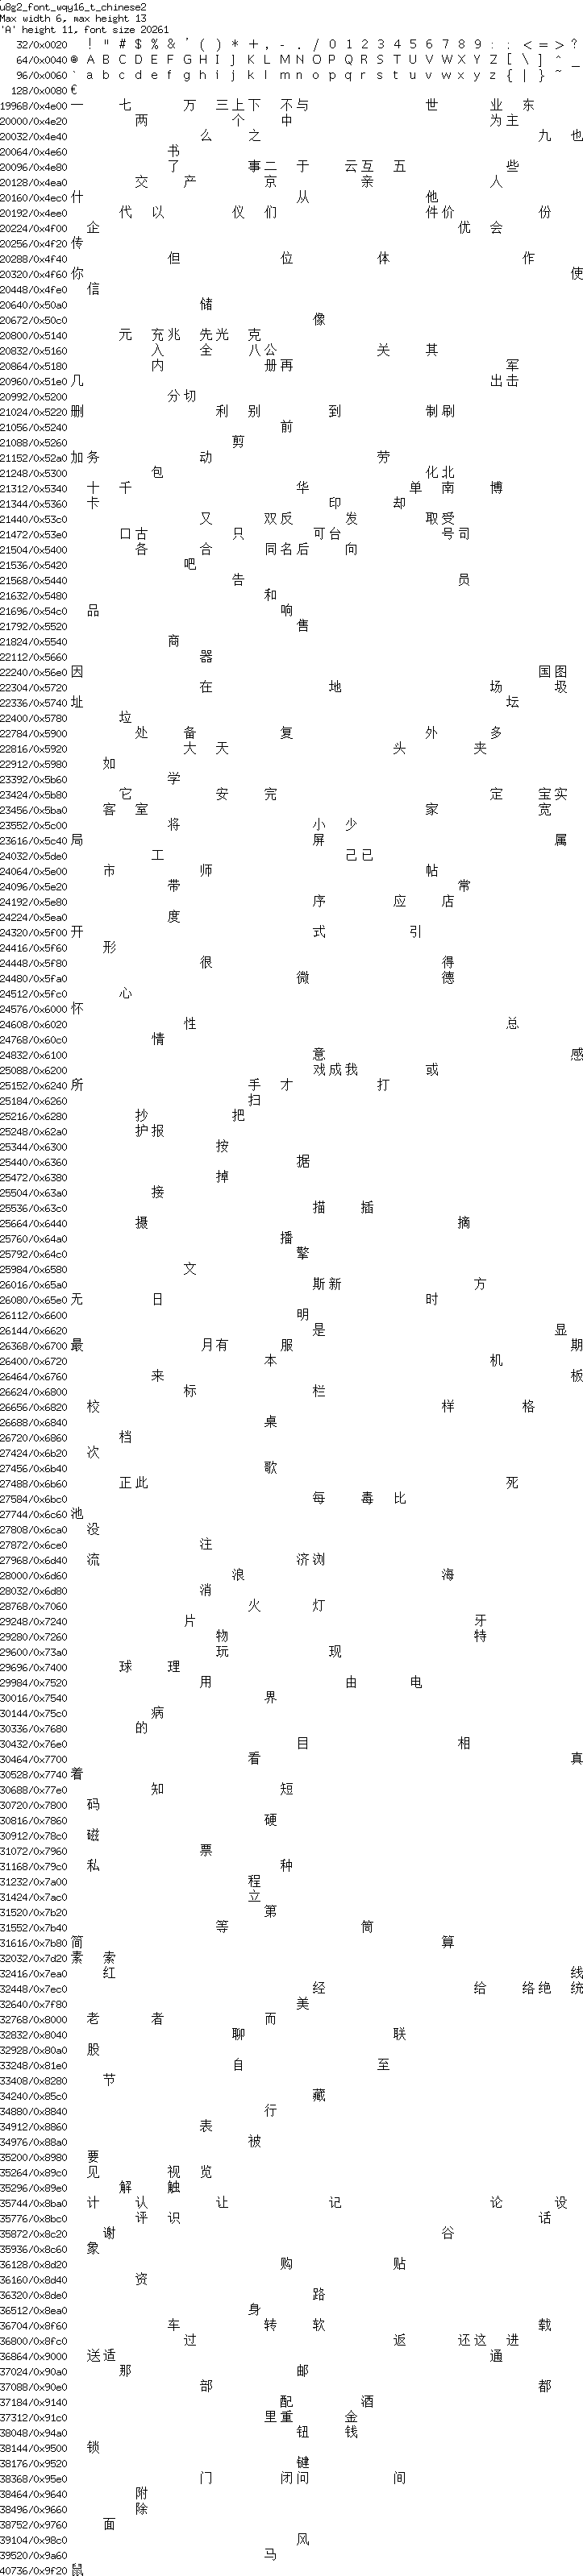 u8g2_font_wqy16_t_chinese2
Max width 6, max height 13
'A' height 11, font size 20261
32/0x0020 ! " # $ % & ' ( ) * + , - . / 0 1 2 3 4 5 6 7 8 9 : ; < = > ?
64/0x0040 @ A B C D E F G H I J K L M N O P Q R S T U V W X Y Z [ \ ] ^ _
96/0x0060 ` a b c d e f g h i j k l m n o p q r s t u v w x y z { | } ~
128/0x0080 €
19968/0x4e00 一 七 万 三 上 下 不 与 世 业 东
20000/0x4e20 两 个 中 为 主
20032/0x4e40 么 之 九 也
20064/0x4e60 书
20096/0x4e80 了 事 二 于 云 互 五 些
20128/0x4ea0 交 产 京 亲 人
20160/0x4ec0 什 从 他
20192/0x4ee0 代 以 仪 们 件 价 份
20224/0x4f00 企 优 会
20256/0x4f20 传
20288/0x4f40 但 位 体 作
20320/0x4f60 你 使
20448/0x4fe0 信
20640/0x50a0 储
20672/0x50c0 像
20800/0x5140 元 充 兆 先 光 克
20832/0x5160 入 全 八 公 关 其
20864/0x5180 内 册 再 军
20960/0x51e0 几 出 击
20992/0x5200 分 切
21024/0x5220 删 利 别 到 制 刷
21056/0x5240 前
21088/0x5260 剪
21152/0x52a0 加 务 动 劳
21248/0x5300 包 化 北
21312/0x5340 十 千 华 单 南 博
21344/0x5360 卡 印 却
21440/0x53c0 又 双 反 发 取 受
21472/0x53e0 口 古 只 可 台 号 司
21504/0x5400 各 合 同 名 后 向
21536/0x5420 吧
21568/0x5440 告 员
21632/0x5480 和
21696/0x54c0 品 响
21792/0x5520 售
21824/0x5540 商
22112/0x5660 器
22240/0x56e0 因 国 图
22304/0x5720 在 地 场 圾
22336/0x5740 址 坛
22400/0x5780 垃
22784/0x5900 处 备 复 外 多
22816/0x5920 大 天 头 夹
22912/0x5980 如
23392/0x5b60 学
23424/0x5b80 它 安 完 定 宝 实
23456/0x5ba0 客 室 家 宽
23552/0x5c00 将 小 少
23616/0x5c40 局 屏 属
24032/0x5de0 工 己 已
24064/0x5e00 市 师 帖
24096/0x5e20 带 常
24192/0x5e80 序 应 店
24224/0x5ea0 度
24320/0x5f00 开 式 引
24416/0x5f60 形
24448/0x5f80 很 得
24480/0x5fa0 微 德
24512/0x5fc0 心
24576/0x6000 怀
24608/0x6020 性 总
24768/0x60c0 情
24832/0x6100 意 感
25088/0x6200 戏 成 我 或
25152/0x6240 所 手 才 打
25184/0x6260 扫
25216/0x6280 抄 把
25248/0x62a0 护 报
25344/0x6300 按
25440/0x6360 据
25472/0x6380 掉
25504/0x63a0 接
25536/0x63c0 描 插
25664/0x6440 摄 摘
25760/0x64a0 播
25792/0x64c0 擎
25984/0x6580 文
26016/0x65a0 斯 新 方
26080/0x65e0 无 日 时
26112/0x6600 明
26144/0x6620 是 显
26368/0x6700 最 月 有 服 期
26400/0x6720 本 机
26464/0x6760 来 板
26624/0x6800 标 栏
26656/0x6820 校 样 格
26688/0x6840 桌
26720/0x6860 档
27424/0x6b20 次
27456/0x6b40 歌
27488/0x6b60 正 此 死
27584/0x6bc0 每 毒 比
27744/0x6c60 池
27808/0x6ca0 没
27872/0x6ce0 注
27968/0x6d40 流 济 浏
28000/0x6d60 浪 海
28032/0x6d80 消
28768/0x7060 火 灯
29248/0x7240 片 牙
29280/0x7260 物 特
29600/0x73a0 玩 现
29696/0x7400 球 理
29984/0x7520 用 由 电
30016/0x7540 界
30144/0x75c0 病
30336/0x7680 的
30432/0x76e0 目 相
30464/0x7700 看 真
30528/0x7740 着
30688/0x77e0 知 短
30720/0x7800 码
30816/0x7860 硬
30912/0x78c0 磁
31072/0x7960 票
31168/0x79c0 私 种
31232/0x7a00 程
31424/0x7ac0 立
31520/0x7b20 第
31552/0x7b40 等 筒
31616/0x7b80 简 算
32032/0x7d20 素 索
32416/0x7ea0 红 线
32448/0x7ec0 经 给 络 绝 统
32640/0x7f80 美
32768/0x8000 老 者 而
32832/0x8040 聊 联
32928/0x80a0 股
33248/0x81e0 自 至
33408/0x8280 节
34240/0x85c0 藏
34880/0x8840 行
34912/0x8860 表
34976/0x88a0 被
35200/0x8980 要
35264/0x89c0 见 视 览
35296/0x89e0 解 触
35744/0x8ba0 计 认 让 记 论 设
35776/0x8bc0 评 识 话
35872/0x8c20 谢 谷
35936/0x8c60 象
36128/0x8d20 购 贴
36160/0x8d40 资
36320/0x8de0 路
36512/0x8ea0 身
36704/0x8f60 车 转 软 载
36800/0x8fc0 过 返 还 这 进
36864/0x9000 送 适 通
37024/0x90a0 那 邮
37088/0x90e0 部 都
37184/0x9140 配 酒
37312/0x91c0 里 重 金
38048/0x94a0 钮 钱
38144/0x9500 锁
38176/0x9520 键
38368/0x95e0 门 闭 问 间
38464/0x9640 附
38496/0x9660 除
38752/0x9760 面
39104/0x98c0 风
39520/0x9a60 马
40736/0x9f20 鼠